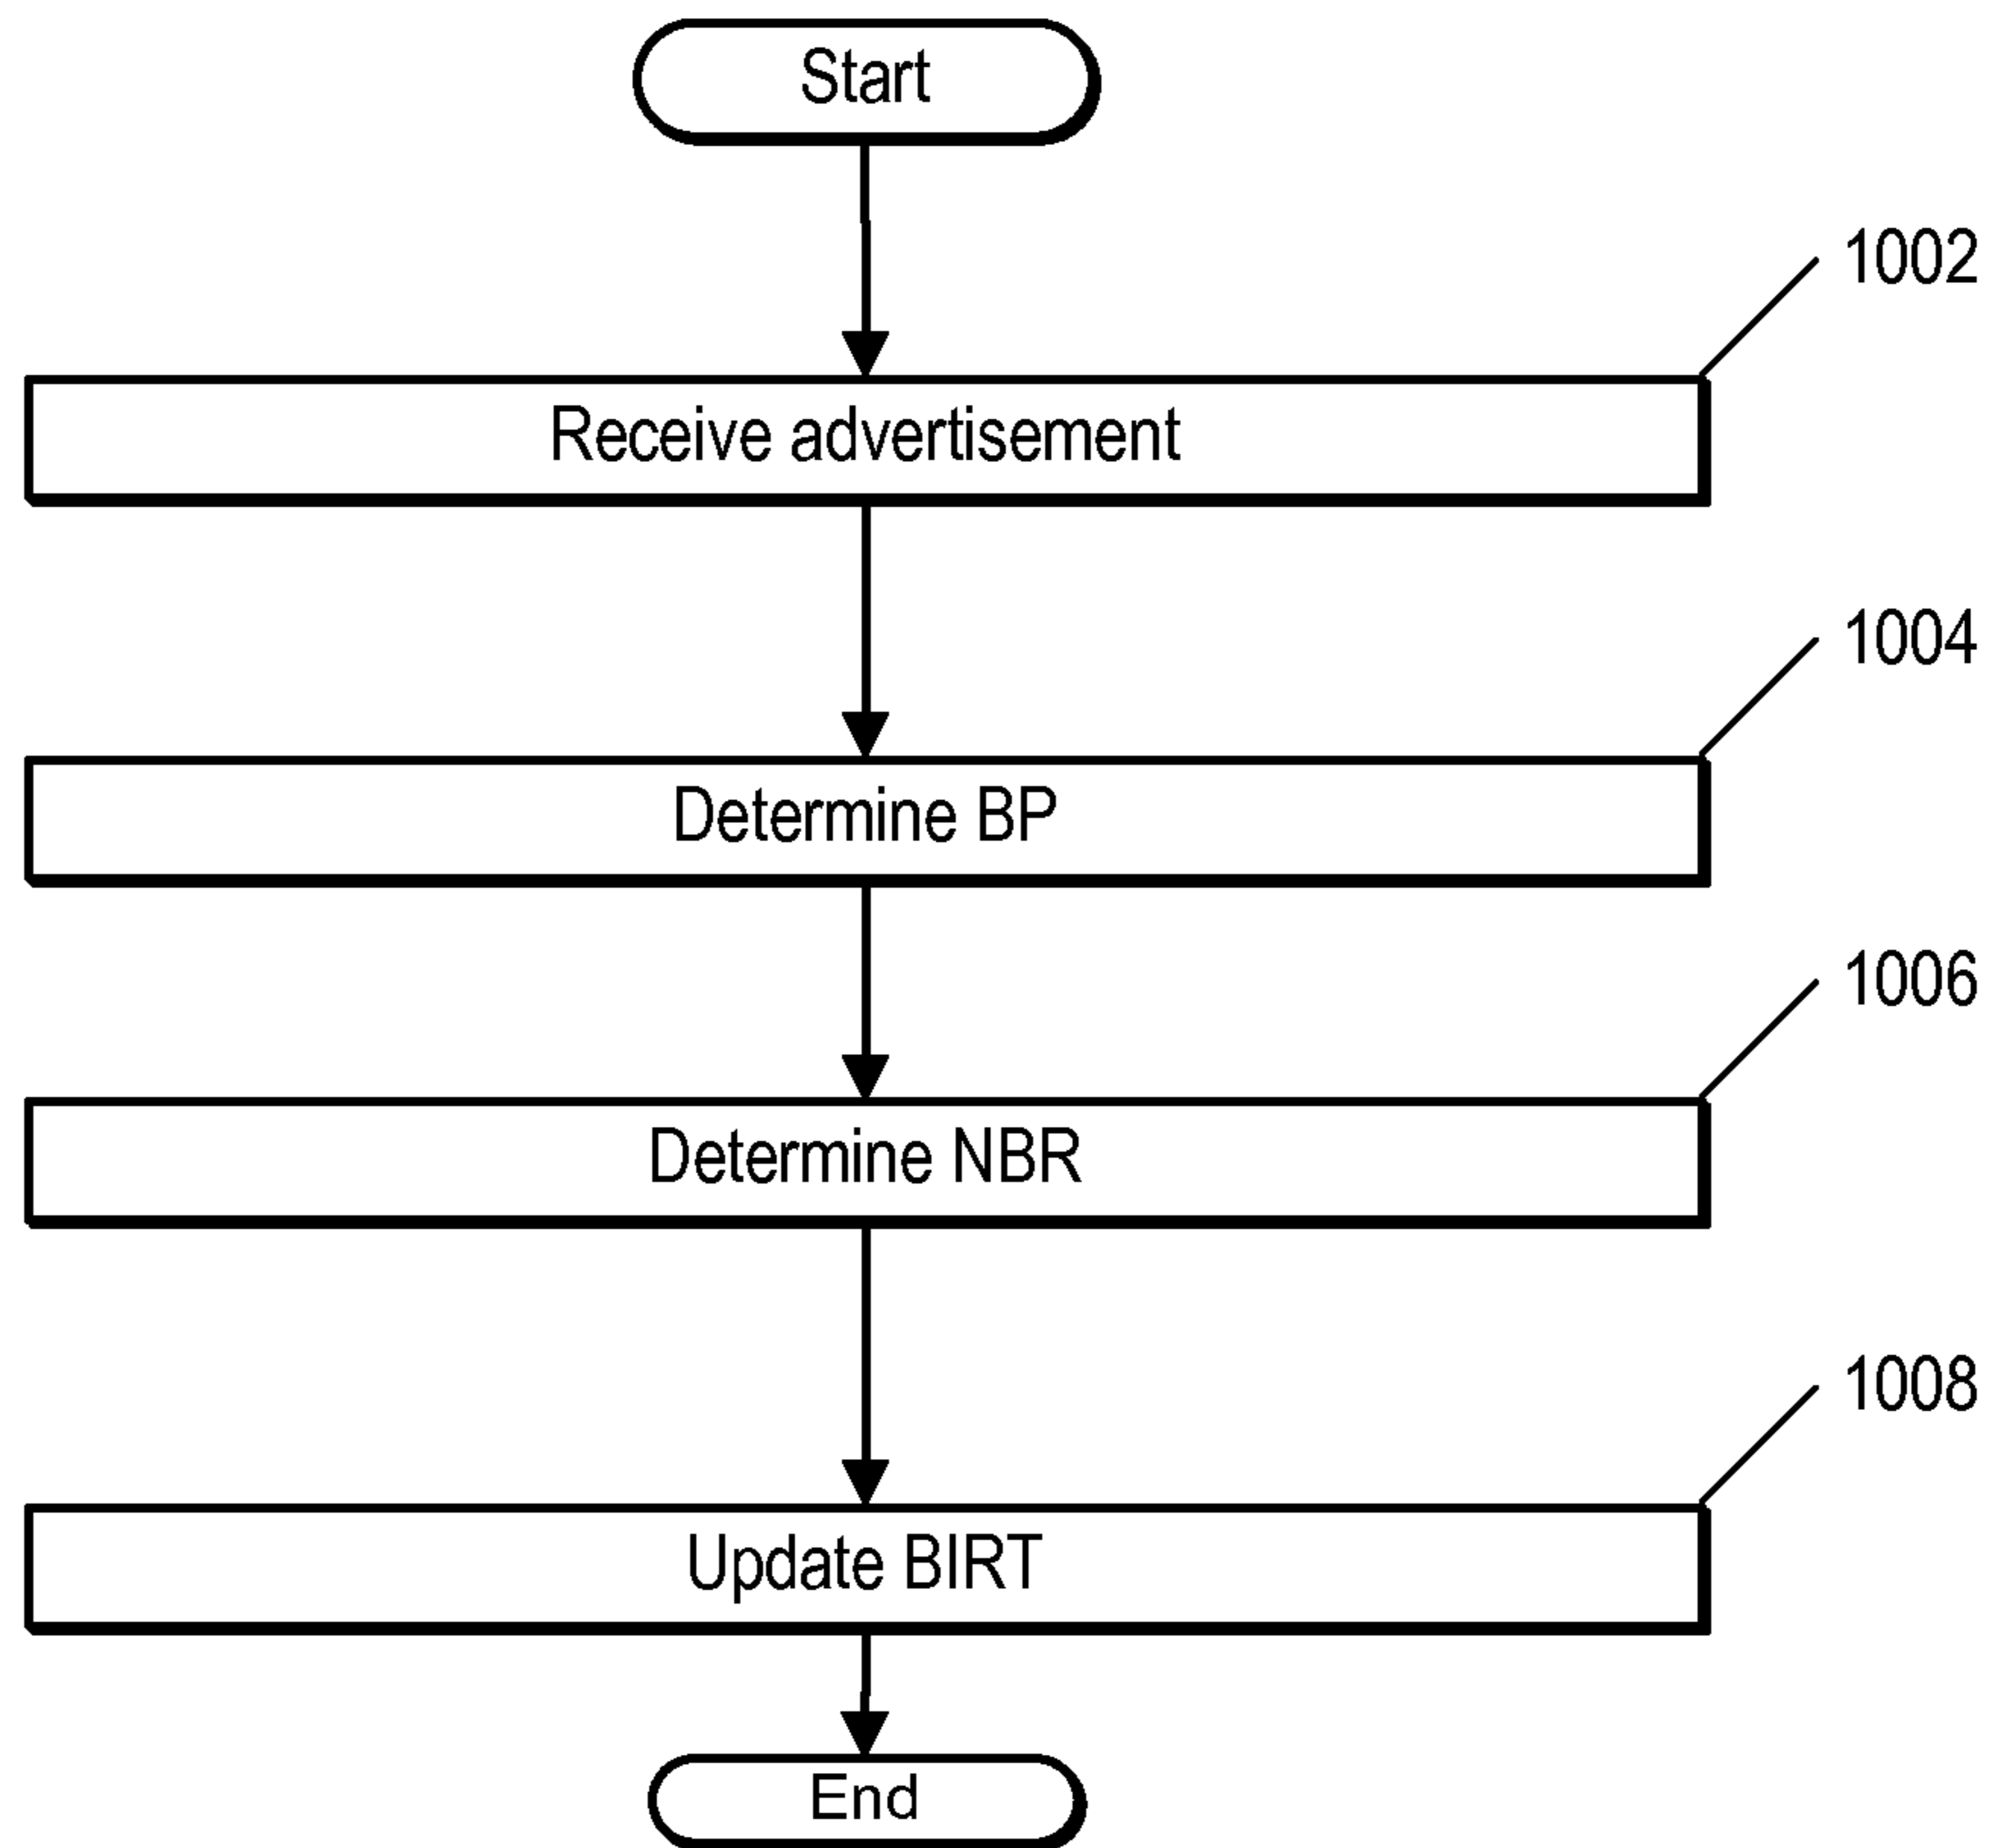 Start
1002
Receive advertisement
1004
Determine BP
1006
Determine NBR
1008
Update BIRT
End